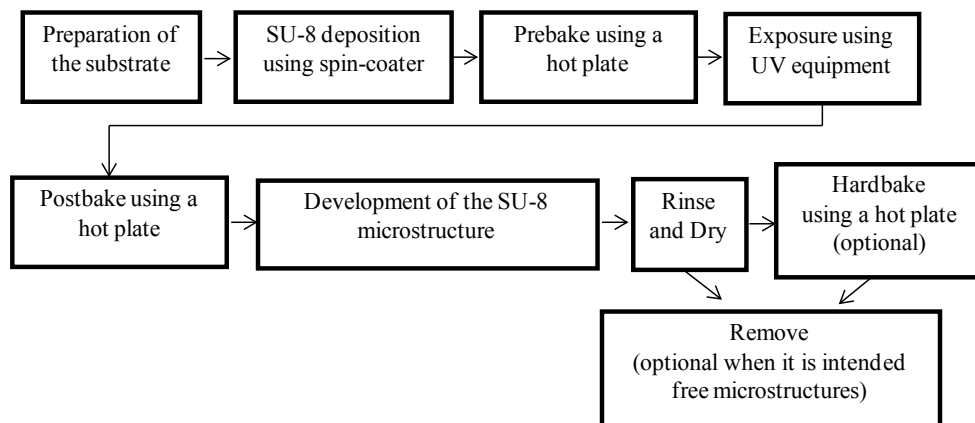 Preparation of
the substrate
SU-8 deposition
using spin-coater
Prebake using a
hot plate
Exposure using
UV equipment
Postbake using a
hot plate
Development of the SU-8
microstructure
Rinse
and Dry
Hardbake
using a hot plate
(optional)
Remove
(optional when it is intended
free microstructures)